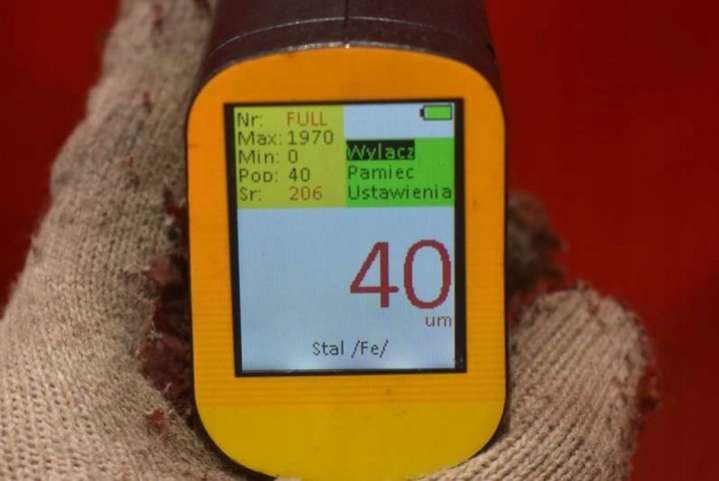 Nr: FULL
Max: 1970
Min: 0
Pop: 40
Sr: 206
Wylacz
Pamiec
Ustawienia
40
um
Stal /Fe/